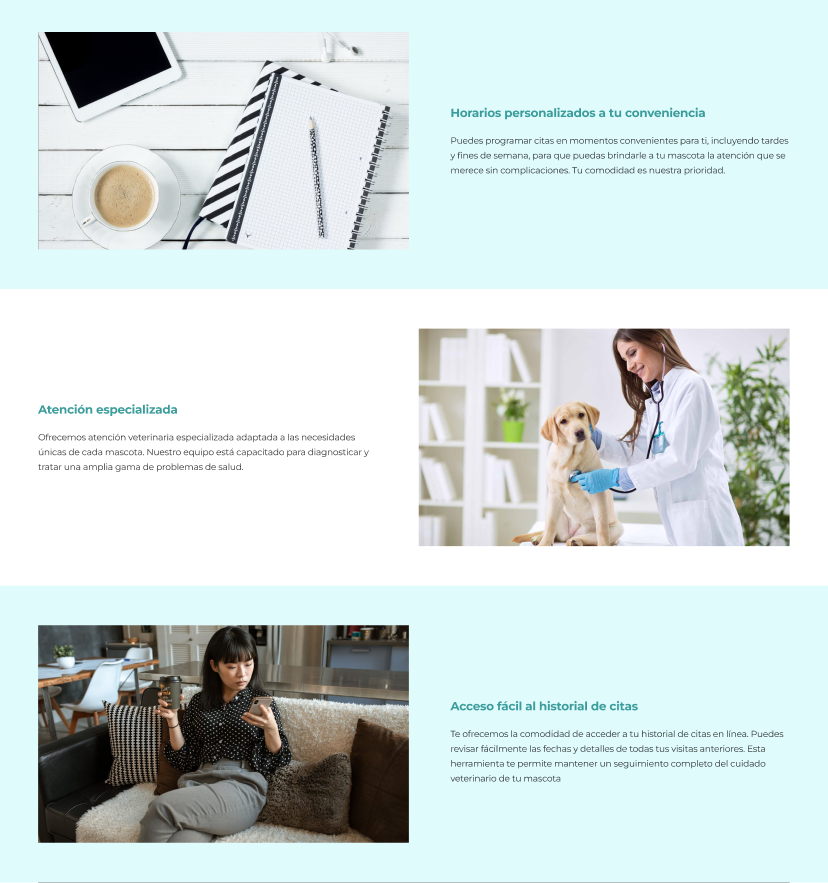 Horarios personalizados a tu conveniencia
Puedes programar citas en momentos convenientes para ti, incluyendo tardes
y fines de semana, para que puedas brindarle a tu mascota la atención que se
merece sin complicaciones. Tu comodidad es nuestra prioridad.
Atención especializada
Ofrecemos atención veterinaria especializada adaptada a las necesidades
únicas de cada mascota. Nuestro equipo está capacitado para diagnosticar y
tratar una amplia gama de problemas de salud.
Acceso fácil al historial de citas
Te ofrecemos la comodidad de acceder a tu historial de citas en línea. Puedes
revisar fácilmente las fechas y detalles de todas tus visitas anteriores. Esta
herramienta te permite mantener un seguimiento completo del cuidado
veterinario de tu mascota